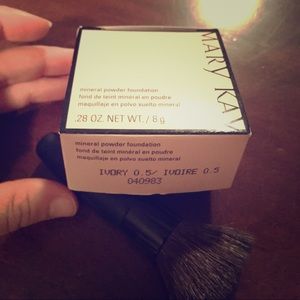 MARY KAY
mineral powder foundation
fond de teint minéral en poudre
maquillaje en polvo suelto mineral
.28 OZ. NET WT. / 8 g
mineral powder foundation
fond de teint minéral en poudre
maquillaje en polvo suelto mineral
IVORY 0.5/ IVOIRE 0.5
040983